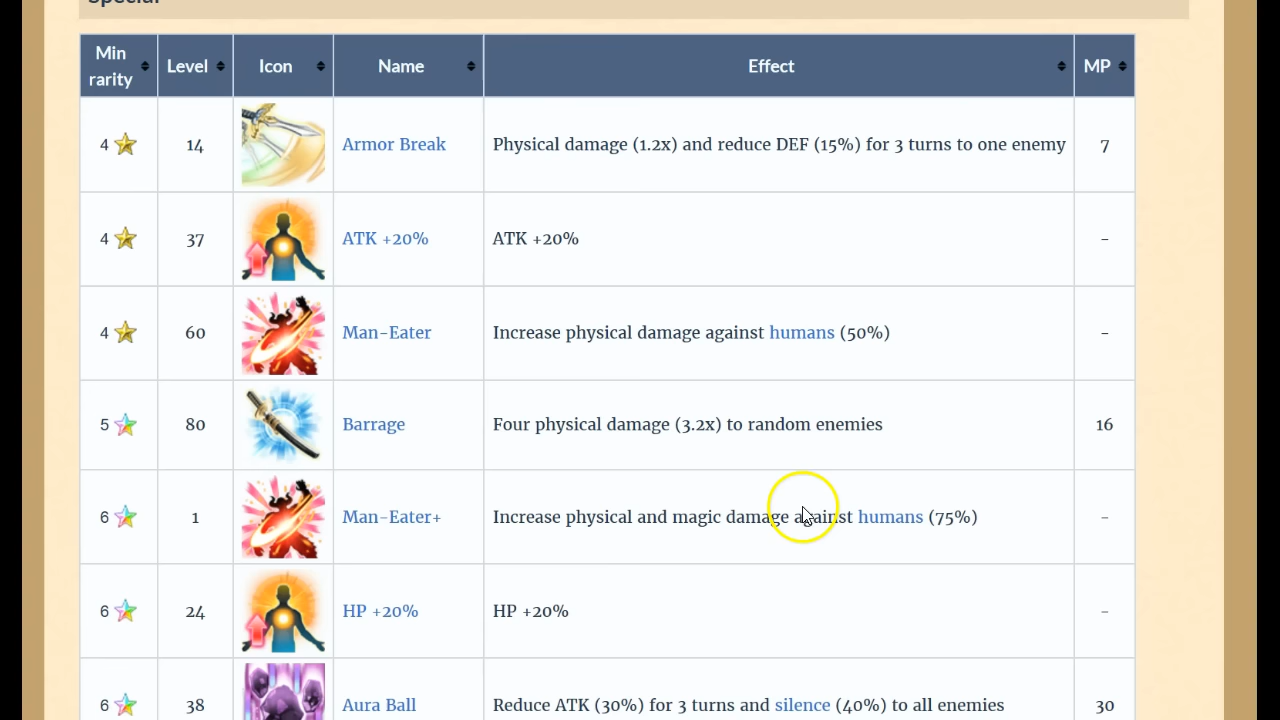 Special
Min rarity Level Icon Name Effect MP
4 14 Armor Break Physical damage (1.2x) and reduce DEF (15%) for 3 turns to one enemy 7
4 37 ATK +20% ATK +20% -
4 60 Man-Eater Increase physical damage against humans (50%) -
5 80 Barrage Four physical damage (3.2x) to random enemies 16
6 1 Man-Eater+ Increase physical and magic damage against humans (75%) -
6 24 HP +20% HP +20% -
6 38 Aura Ball Reduce ATK (30%) for 3 turns and silence (40%) to all enemies 30